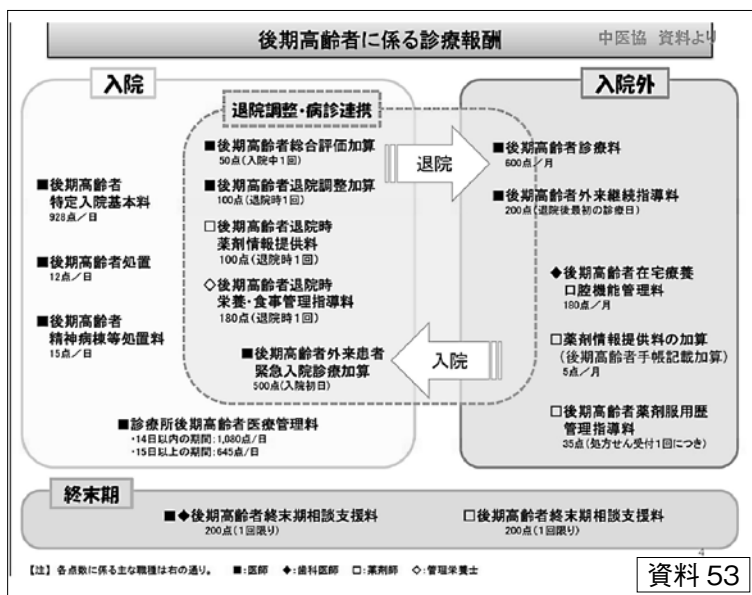 後期高齢者に係る診療報酬
中医協 資料より
入院
■後期高齢者
特定入院基本料
928点/日
■後期高齢者処置
12点/日
■後期高齢者
精神病棟等処置料
15点/日
退院調整・病診連携
■後期高齢者総合評価加算
50点(入院中1回)
■後期高齢者退院調整加算
100点(退院時1回)
□後期高齢者退院時
薬剤情報提供料
100点(退院時1回)
◇後期高齢者退院時
栄養・食事管理指導料
180点(退院時1回)
■後期高齢者外来患者
緊急入院診療加算
500点(入院初日)
■診療所後期高齢者医療管理料
・14日以内の期間:1,080点/日
・15日以上の期間:645点/日
退院
入院
入院外
■後期高齢者診療料
600点/月
■後期高齢者外来継続指導料
200点(退院後最初の診療日)
◆後期高齢者在宅療養
口腔機能管理料
180点/月
□薬剤情報提供料の加算
(後期高齢者手帳記載加算)
5点/月
□後期高齢者薬剤服用歴
管理指導料
35点(処方せん受付1回につき)
終末期
■◆後期高齢者終末期相談支援料
200点(1回限り)
□後期高齢者終末期相談支援料
200点(1回限り)
4
【注】各点数に係る主な職種は右の通り。 ■:医師 ◆:歯科医師 □:薬剤師 ◇:管理栄養士
資料 53